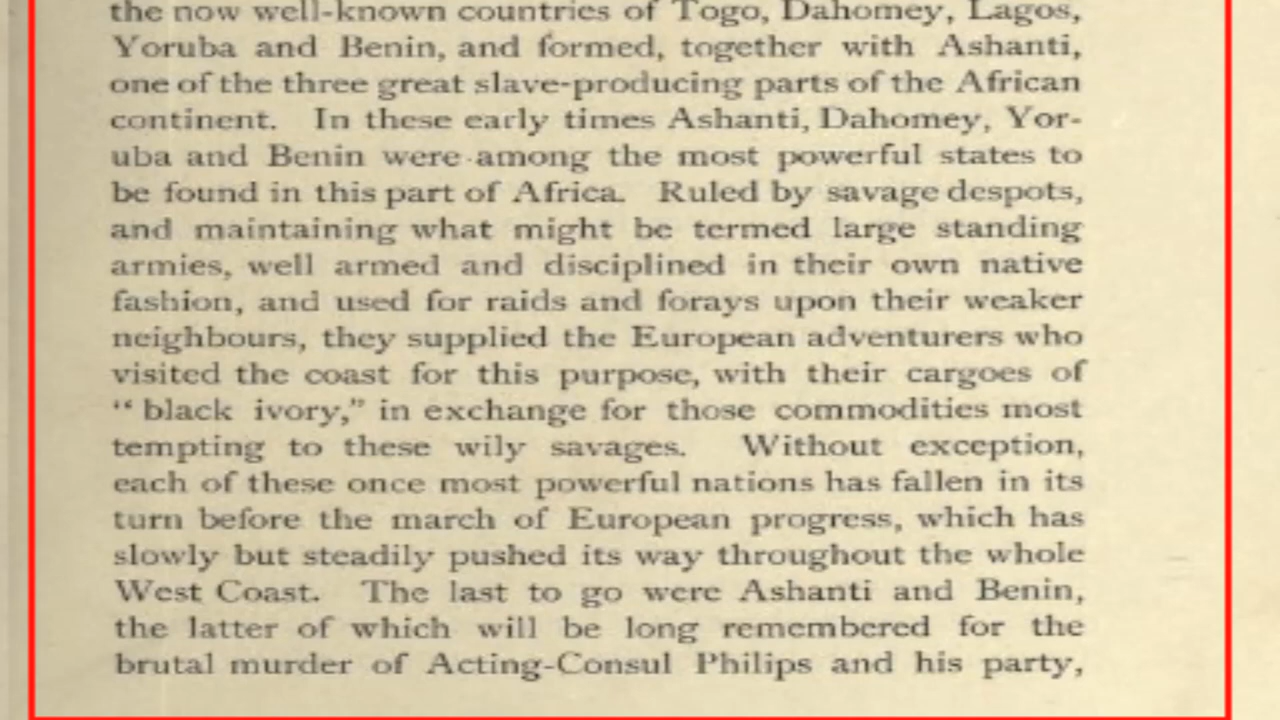 the now well-known countries of Togo, Dahomey, Lagos,
Yoruba and Benin, and formed, together with Ashanti,
one of the three great slave-producing parts of the African
continent. In these early times Ashanti, Dahomey, Yor-
uba and Benin were among the most powerful states to
be found in this part of Africa. Ruled by savage despots,
and maintaining what might be termed large standing
armies, well armed and disciplined in their own native
fashion, and used for raids and forays upon their weaker
neighbours, they supplied the European adventurers who
visited the coast for this purpose, with their cargoes of
“ black ivory,” in exchange for those commodities most
tempting to these wily savages. Without exception,
each of these once most powerful nations has fallen in its
turn before the march of European progress, which has
slowly but steadily pushed its way throughout the whole
West Coast. The last to go were Ashanti and Benin,
the latter of which will be long remembered for the
brutal murder of Acting-Consul Philips and his party,